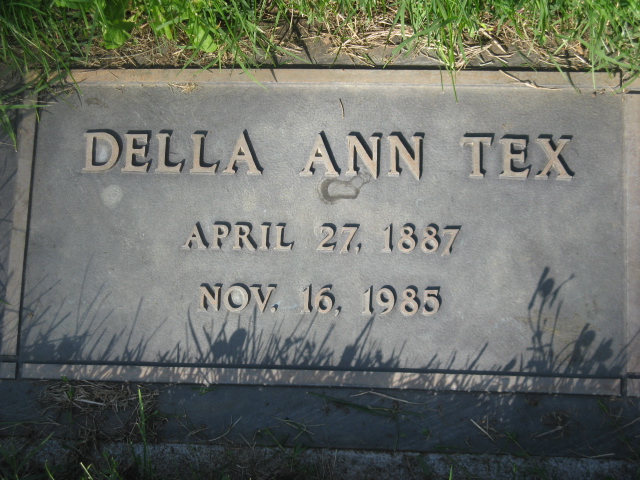 DELLA ANN TEX
APRIL 27, 1887
NOV. 16, 1985